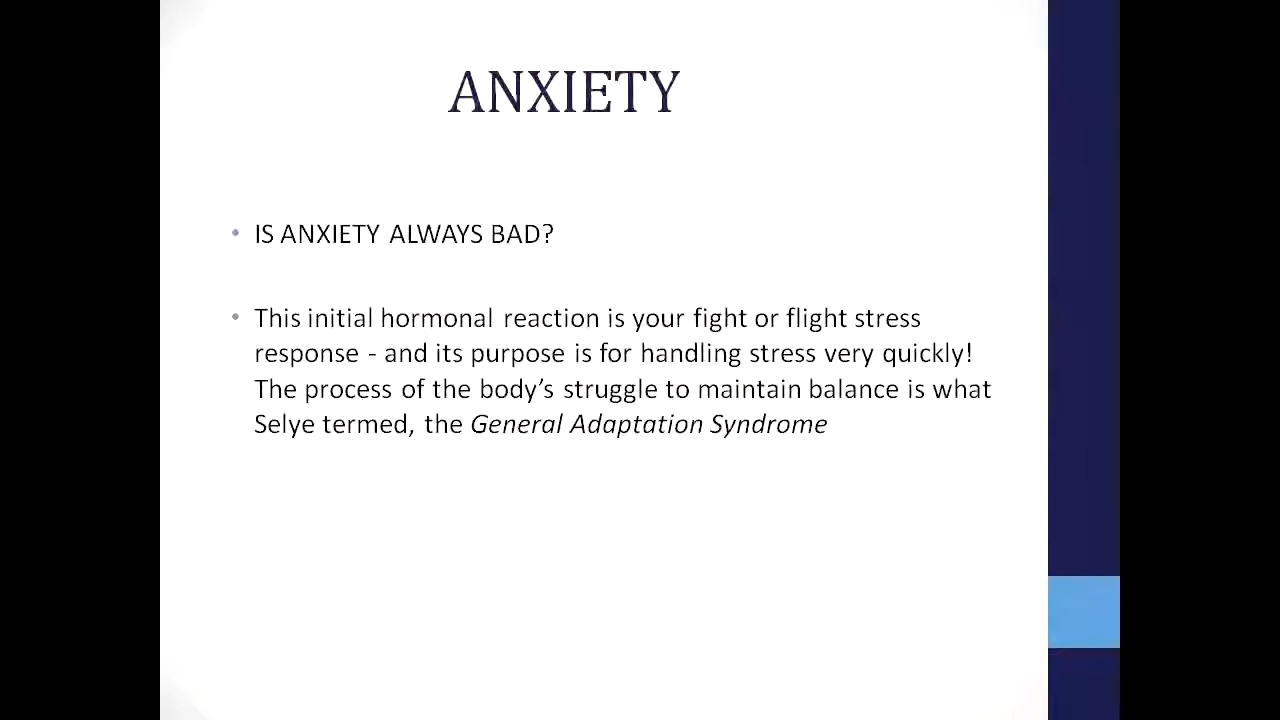 ANXIETY
• IS ANXIETY ALWAYS BAD?
• This initial hormonal reaction is your fight or flight stress
response - and its purpose is for handling stress very quickly!
The process of the body’s struggle to maintain balance is what
Selye termed, the General Adaptation Syndrome